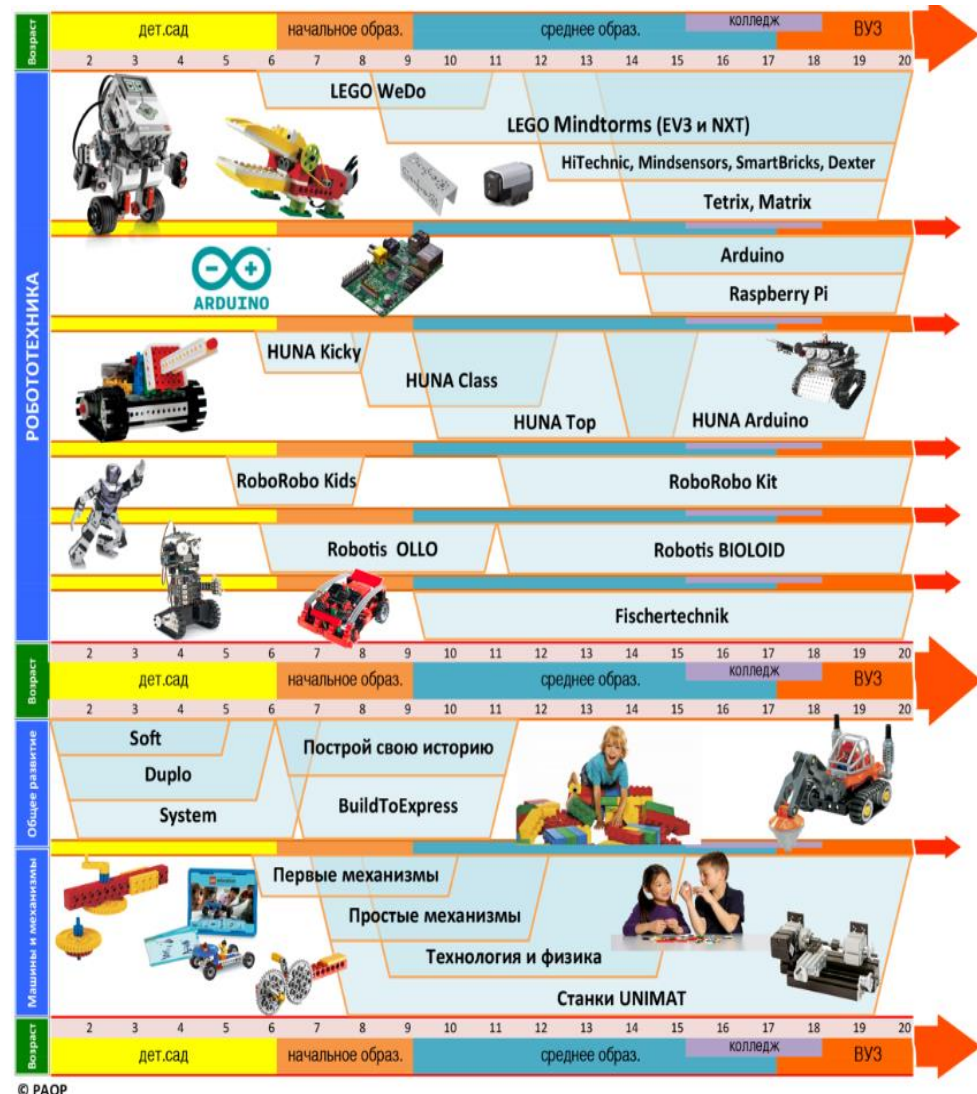 Возраст
дет.сад начальное образ. среднее образ. колледж ВУЗ
2 3 4 5 6 7 8 9 10 11 12 13 14 15 16 17 18 19 20
РОБОТОТЕХНИКА
LEGO WeDo
LEGO Mindtorms (EV3 и NXT)
HiTechnic, Mindsensors, SmartBricks, Dexter
Tetrix, Matrix
ARDUINO
Arduino
Raspberry Pi
HUNA Kicky
HUNA Class
HUNA Top HUNA Arduino
RoboRobo Kids RoboRobo Kit
Robotis OLLO Robotis BIOLOID
Fischertechnik
2 3 4 5 6 7 8 9 10 11 12 13 14 15 16 17 18 19 20
Возраст
дет.сад начальное образ. среднее образ. колледж ВУЗ
2 3 4 5 6 7 8 9 10 11 12 13 14 15 16 17 18 19 20
Общее развитие
Soft
Построй свою историю
Duplo
BuildToExpress
System
Машины и механизмы
Первые механизмы
Простые механизмы
Технология и физика
Станки UNIMAT
2 3 4 5 6 7 8 9 10 11 12 13 14 15 16 17 18 19 20
Возраст
дет.сад начальное образ. среднее образ. колледж ВУЗ
© РАОР